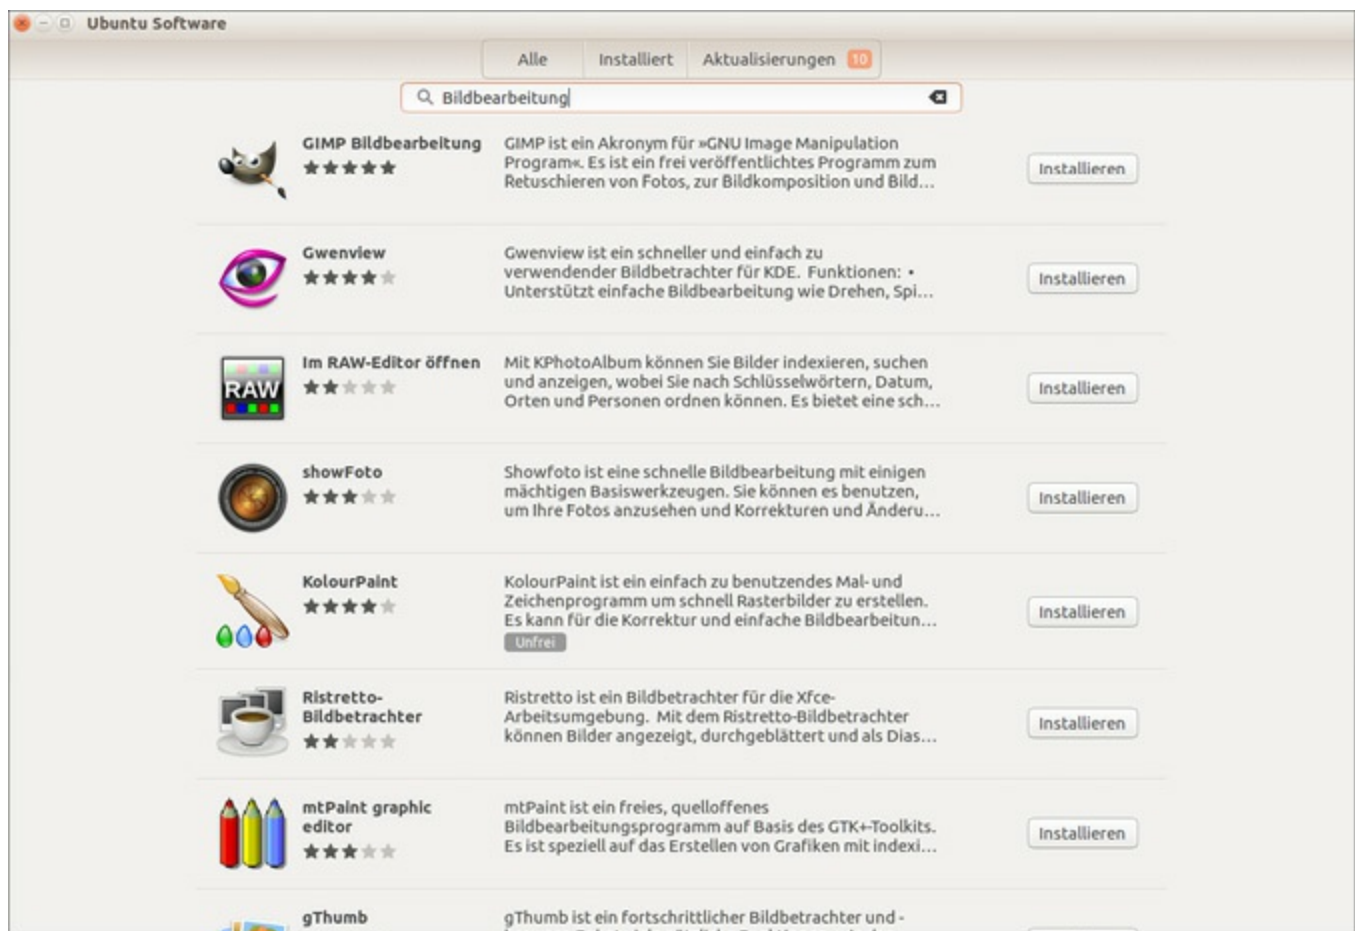 Ubuntu Software
Alle Installiert Aktualisierungen 10
Bildbearbeitung
GIMP Bildbearbeitung
GIMP ist ein Akronym für »GNU Image Manipulation
Program«. Es ist ein frei veröffentlichtes Programm zum
Retuschieren von Fotos, zur Bildkomposition und Bild…
Installieren
Gwenview
Gwenview ist ein schneller und einfach zu
verwendender Bildbetrachter für KDE. Funktionen: •
Unterstützt einfache Bildbearbeitung wie Drehen, Spi…
Installieren
Im RAW-Editor öffnen
RAW
Mit KPhotoAlbum können Sie Bilder indexieren, suchen
und anzeigen, wobei Sie nach Schlüsselwörtern, Datum,
Orten und Personen ordnen können. Es bietet eine sch…
Installieren
showFoto
Showfoto ist eine schnelle Bildbearbeitung mit einigen
mächtigen Basiswerkzeugen. Sie können es benutzen,
um Ihre Fotos anzusehen und Korrekturen und Änderu…
Installieren
KolourPaint
KolourPaint ist ein einfach zu benutzendes Mal- und
Zeichenprogramm um schnell Rasterbilder zu erstellen.
Es kann für die Korrektur und einfache Bildbearbeitun…
Unfrei
Installieren
Ristretto-
Bildbetrachter
Ristretto ist ein Bildbetrachter für die Xfce-
Arbeitsumgebung. Mit dem Ristretto-Bildbetrachter
können Bilder angezeigt, durchgeblättert und als Dias…
Installieren
mtPaint graphic
editor
mtPaint ist ein freies, quelloffenes
Bildbearbeitungsprogramm auf Basis des GTK+-Toolkits.
Es ist speziell auf das Erstellen von Grafiken mit indexi…
Installieren
gThumb
gThumb ist ein fortschrittlicher Bildbetrachter und -